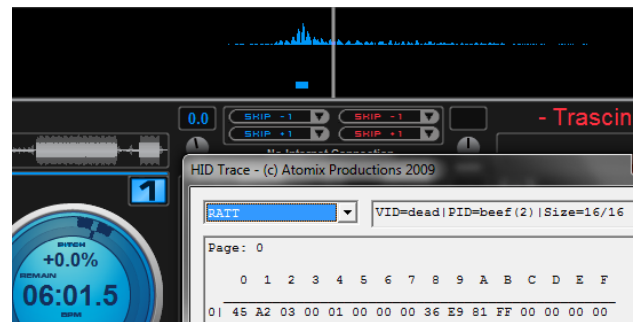 0.0
SKIP -1
SKIP -1
- Trascin
SKIP +1
SKIP +1
No Internet Connection
HID Trace - (c) Atomix Productions 2009
1
RATT
VID=dead|PID=beef(2)|Size=16/16
PITCH
+0.0%
REMAIN
06:01.5
BPM
Page: 0
0 1 2 3 4 5 6 7 8 9 A B C D E F
0| 45 A2 03 00 01 00 00 00 36 E9 81 FF 00 00 00 00